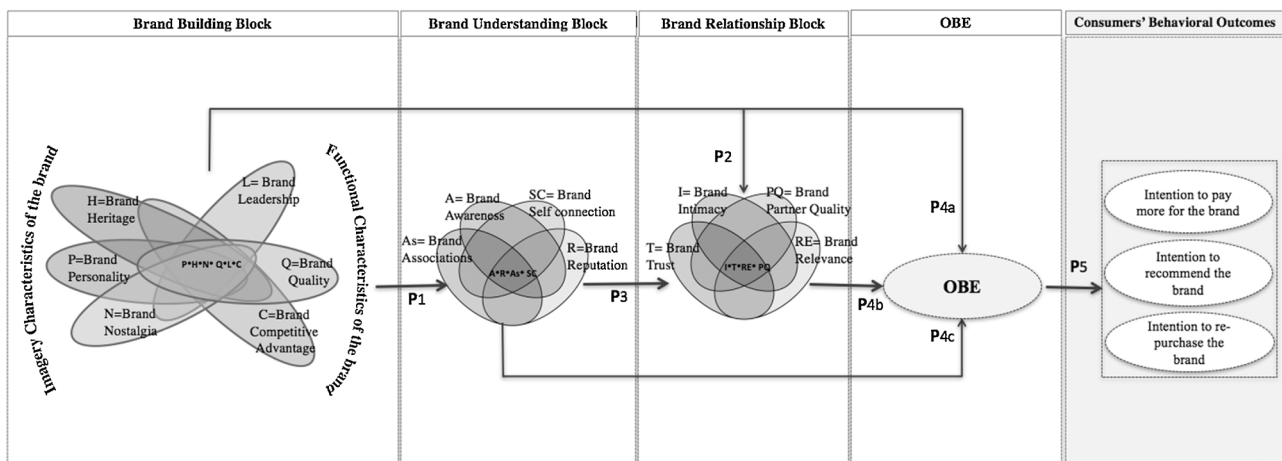 Brand Building Block
Brand Understanding Block
Brand Relationship Block
OBE
Consumers' Behavioral Outcomes
Imagery Characteristics of the brand
H=Brand
Heritage
L= Brand
Leadership
P=Brand
Personality
P*H*N* Q*L*C
Q=Brand
Quality
N=Brand
Nostalgia
C=Brand
Competitive
Advantage
Functional Characteristics of the brand
P1
A= Brand
Awareness
SC= Brand
Self connection
As= Brand
Associations
R=Brand
Reputation
A*R*As* SC
P3
P2
I= Brand
Intimacy
PQ= Brand
Partner Quality
T= Brand
Trust
RE= Brand
Relevance
I*T*RE* PQ
P4a
P4b
P4c
OBE
P5
Intention to pay
more for the brand
Intention to
recommend the
brand
Intention to re-
purchase the
brand